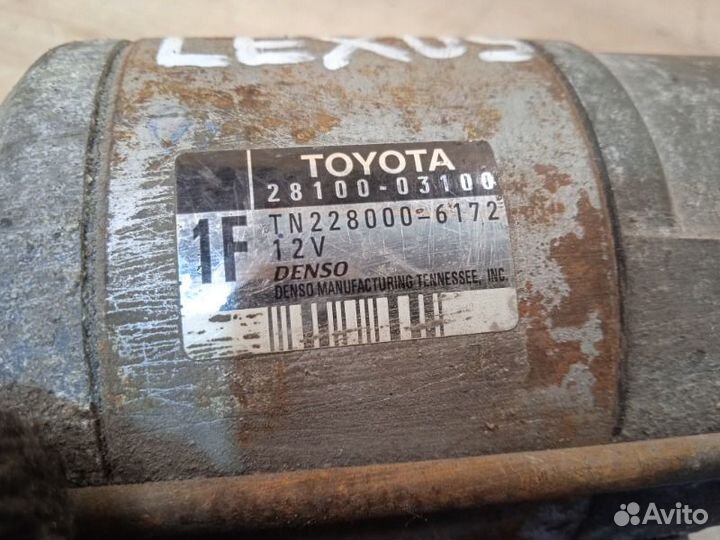 LEXUS
TOYOTA
28100-03100
1F
TN228000-6172
12V
DENSO
DENSO MANUFACTURING TENNESSEE, INC.
Avito